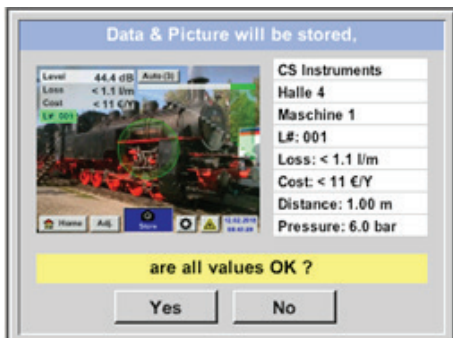 Data & Picture will be stored,
Level 44.4 dB Auto (3)
Loss < 1.1 l/m
Cost < 11 €/Y
L#: 001
Home Adj. Store
CS Instruments
Halle 4
Maschine 1
L#: 001
Loss: < 1.1 l/m
Cost: < 11 €/Y
Distance: 1.00 m
Pressure: 6.0 bar
are all values OK ?
Yes No